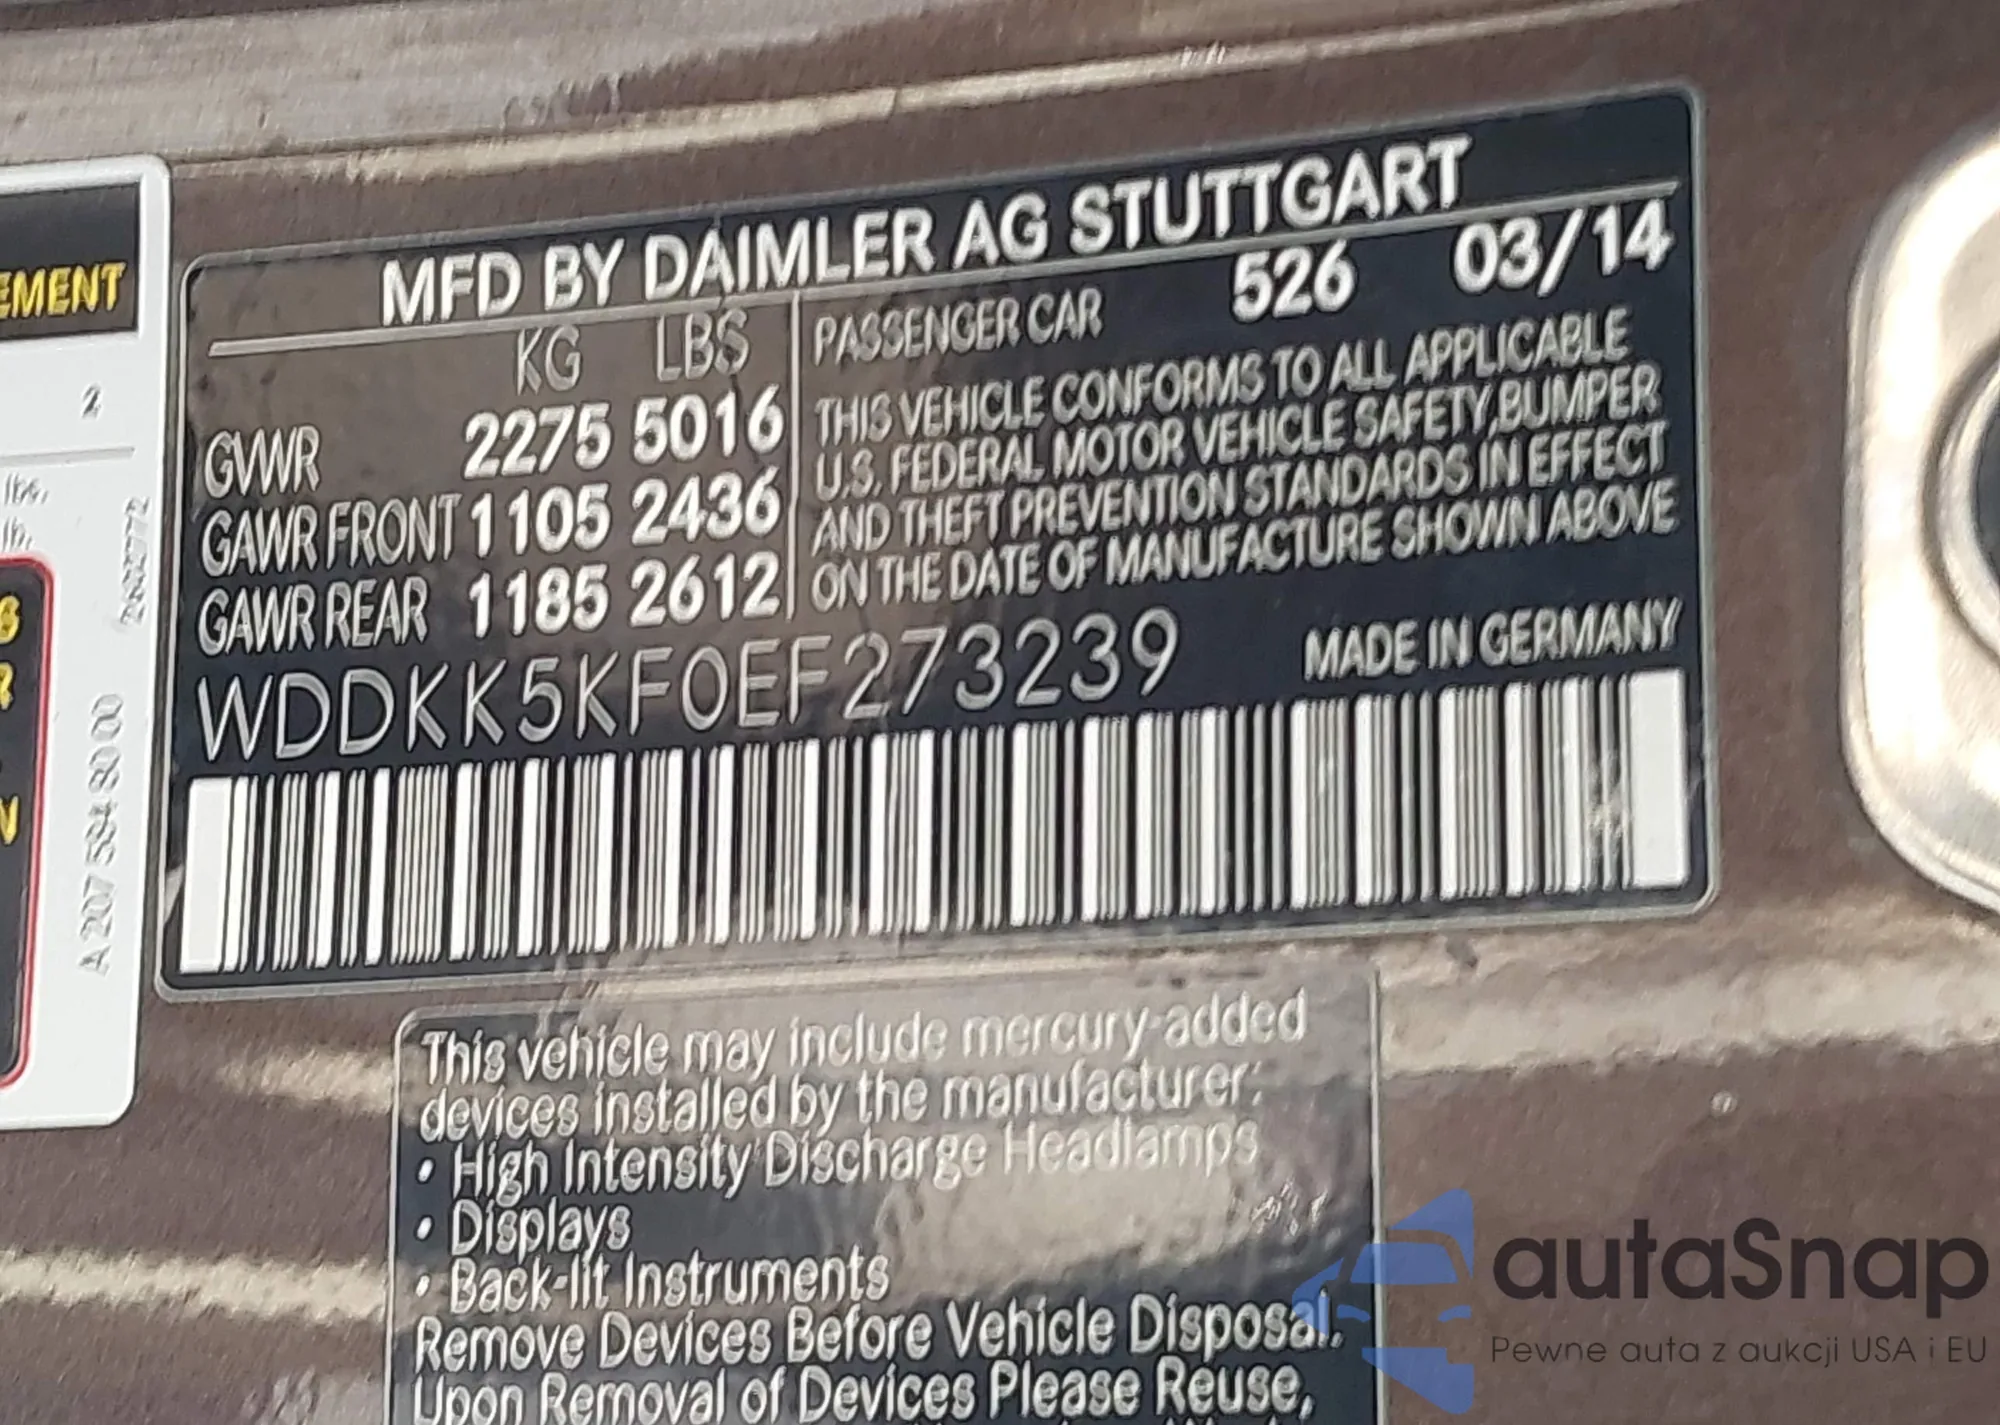 EMENT
2
lbs.
lb.
2602772
A 207 584 80 00
MFD BY DAIMLER AG STUTTGART
KG LBS
PASSENGER CAR 526 03/14
GVWR 2275 5016
GAWR FRONT 1105 2436
GAWR REAR 1185 2612
THIS VEHICLE CONFORMS TO ALL APPLICABLE
U.S. FEDERAL MOTOR VEHICLE SAFETY,BUMPER
AND THEFT PREVENTION STANDARDS IN EFFECT
ON THE DATE OF MANUFACTURE SHOWN ABOVE
WDDKK5KF0EF273239 MADE IN GERMANY
This vehicle may include mercury-added
devices installed by the manufacturer:
• High Intensity Discharge Headlamps
• Displays
• Back-lit Instruments
Remove Devices Before Vehicle Disposal.
Upon Removal of Devices Please Reuse,
autaSnap
Pewne auta z aukcji USA i EU